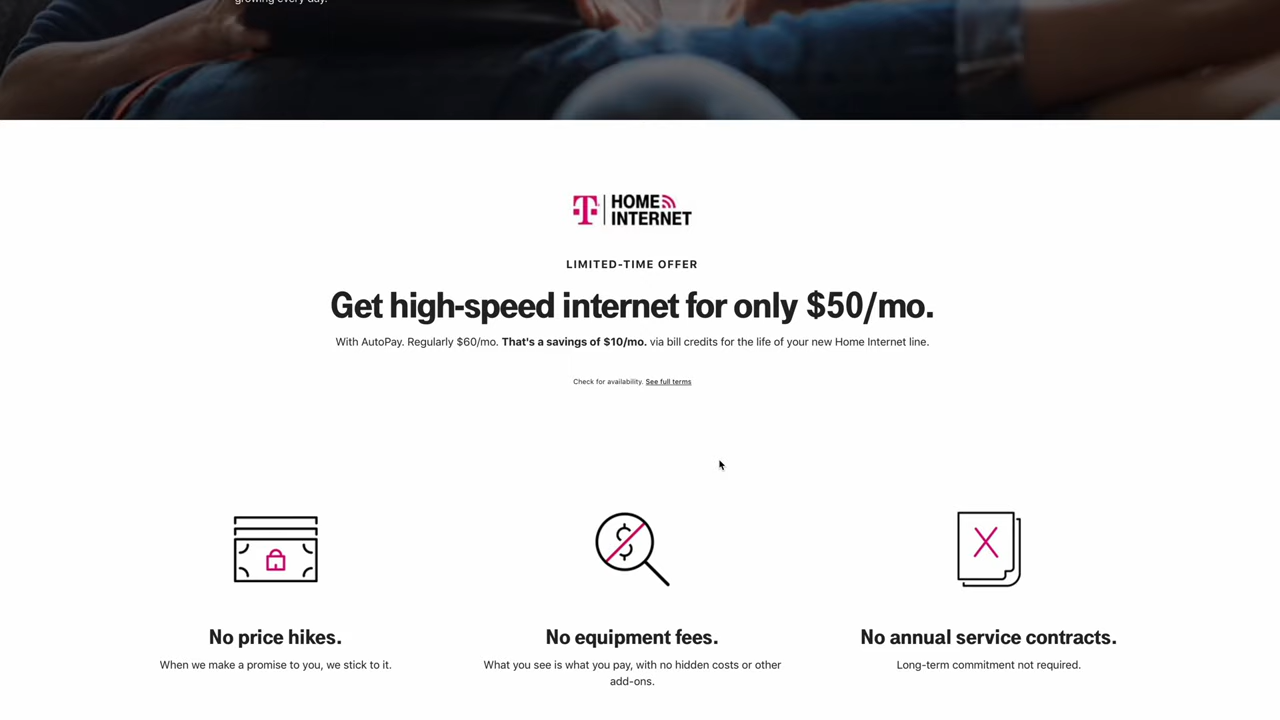 growing every day.
T HOME
INTERNET
LIMITED-TIME OFFER
Get high-speed internet for only $50/mo.
With AutoPay. Regularly $60/mo. That's a savings of $10/mo. via bill credits for the life of your new Home Internet line.
Check for availability. See full terms
No price hikes.
When we make a promise to you, we stick to it.
No equipment fees.
What you see is what you pay, with no hidden costs or other
add-ons.
No annual service contracts.
Long-term commitment not required.